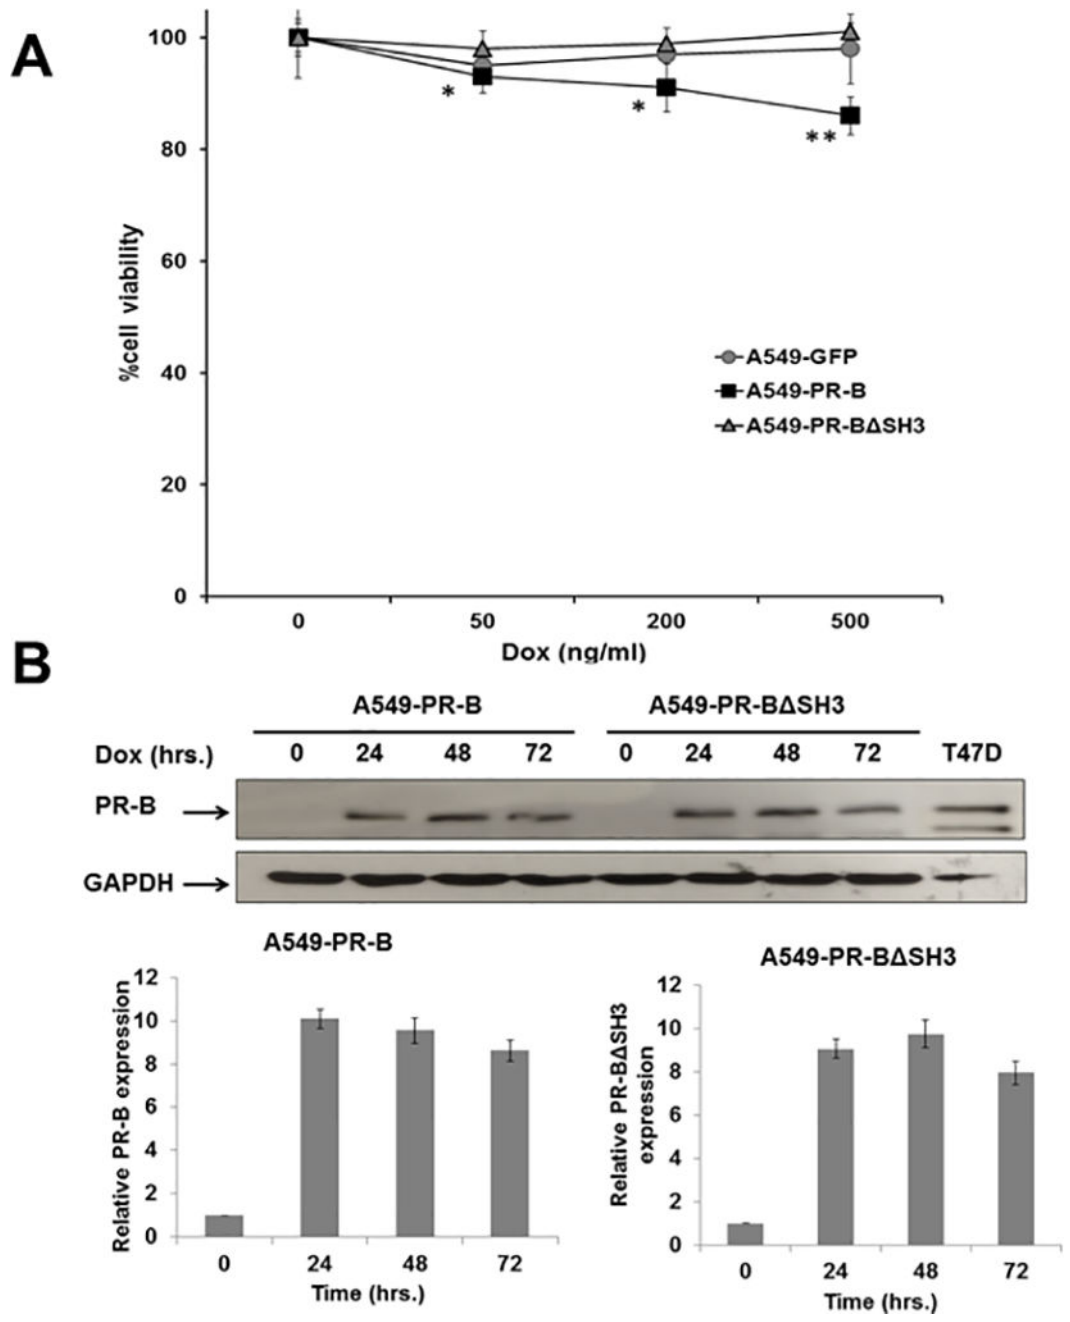 A
100
80
60
40
20
0
%cell viability
*
*
**
A549-GFP
A549-PR-B
A549-PR-BΔSH3
0 50 200 500
Dox (ng/ml)
B
A549-PR-B A549-PR-BΔSH3
Dox (hrs.) 0 24 48 72 0 24 48 72 T47D
PR-B
GAPDH
A549-PR-B
Relative PR-B expression
12
10
8
6
4
2
0
0 24 48 72
Time (hrs.)
A549-PR-BΔSH3
Relative PR-BΔSH3
expression
12
10
8
6
4
2
0
0 24 48 72
Time (hrs.)